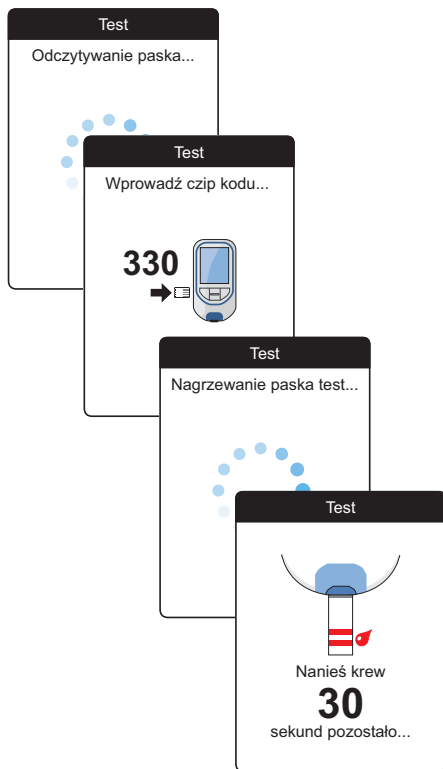 Test
Odczytywanie paska...
Test
Wprowadź czip kodu...
330
Test
Nagrzewanie paska test...
Test
Nanieś krew
30
sekund pozostało...